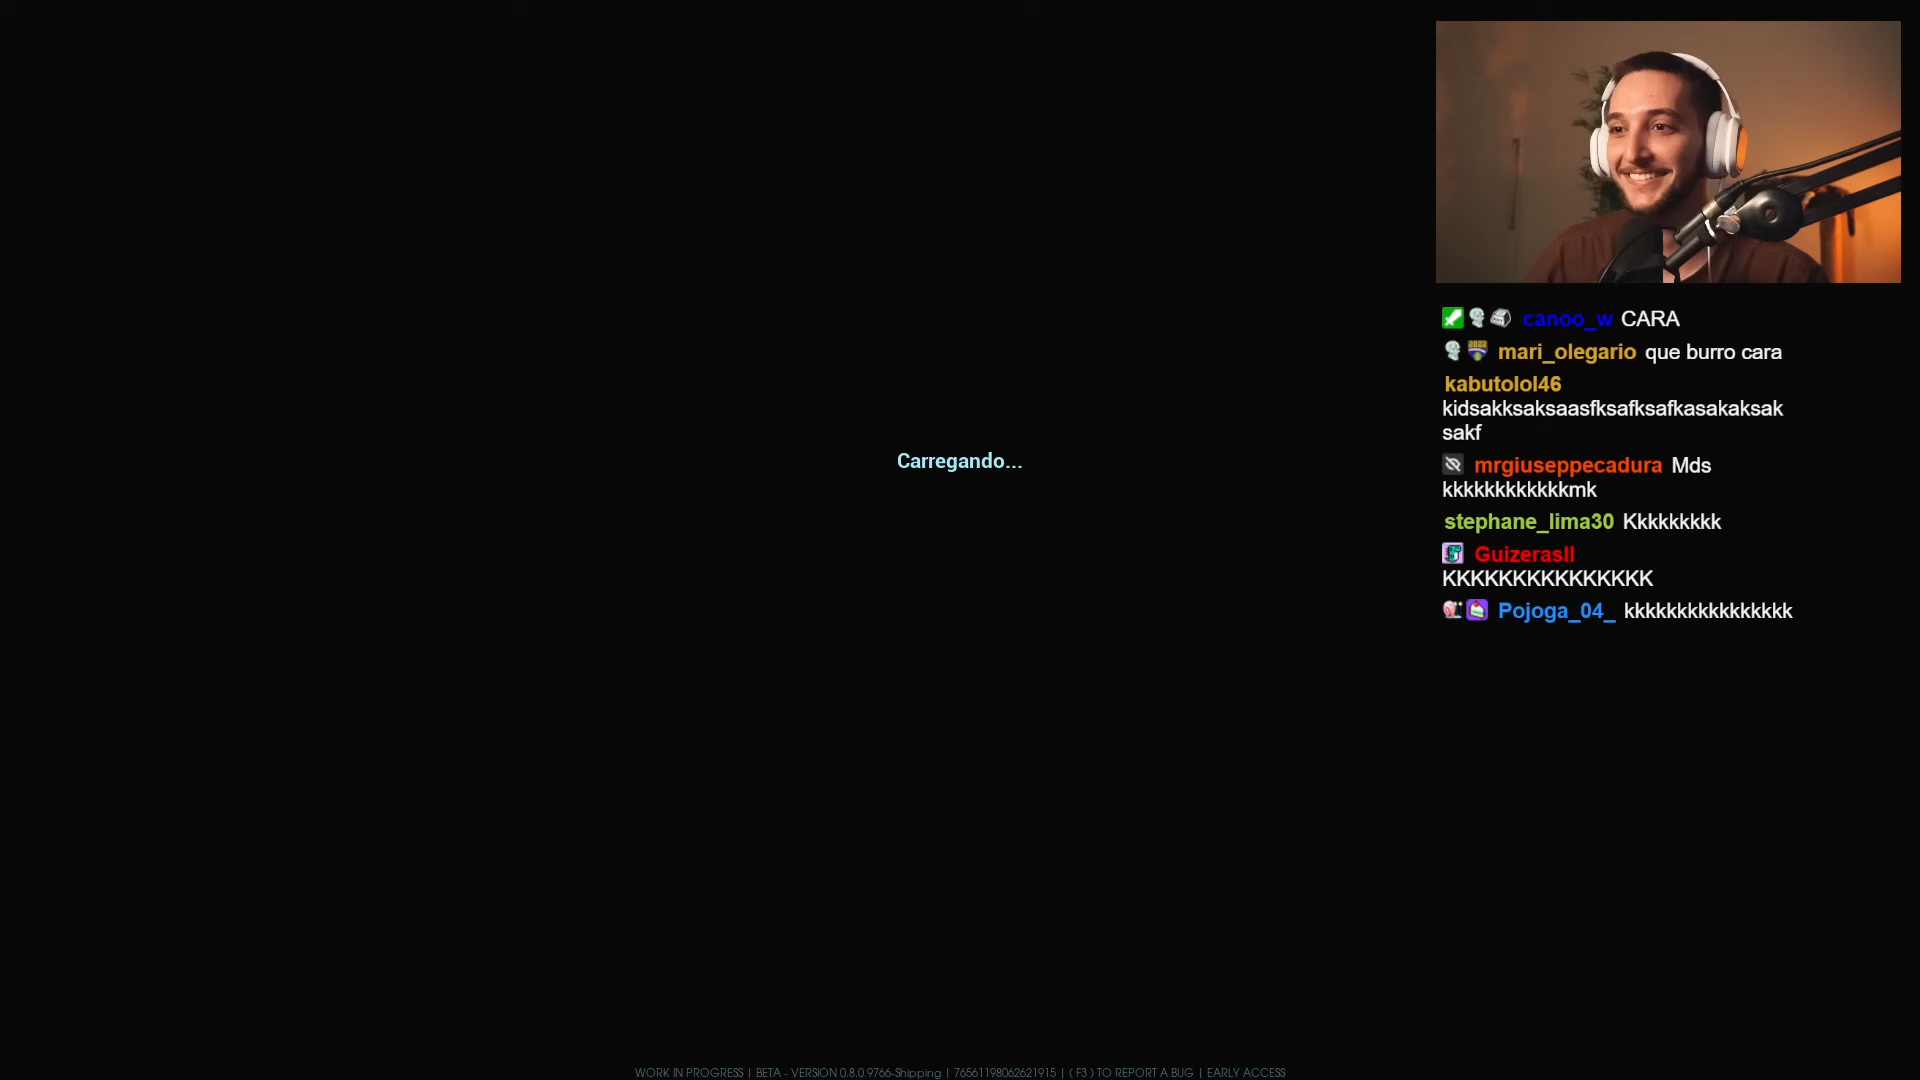 canoo_w CARA
mari_olegario que burro cara
kabutolol46
kidsakksaksaasfksafksafkasakaksak
sakf
mrgiuseppecadura Mds
kkkkkkkkkkkkmk
Carregando...
stephane_lima30 Kkkkkkkkk
Guizerasll
KKKKKKKKKKKKKKK
Pojoga_04_ kkkkkkkkkkkkkkkk
WORK IN PROGRESS | BETA - VERSION 0.8.0.9766-Shipping | 76561198062621915 | ( F3 ) TO REPORT A BUG | EARLY ACCESS